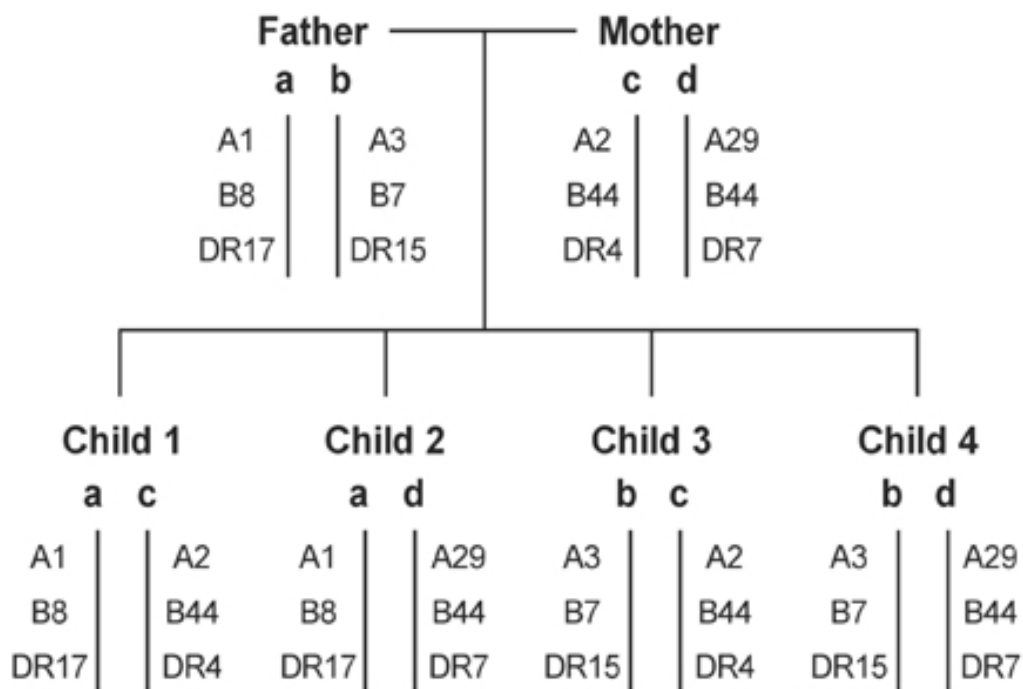 Father Mother
a b c d
A1 A3 A2 A29
B8 B7 B44 B44
DR17 DR15 DR4 DR7
Child 1 Child 2 Child 3 Child 4
a c a d b c b d
A1 A2 A1 A29 A3 A2 A3 A29
B8 B44 B8 B44 B7 B44 B7 B44
DR17 DR4 DR17 DR7 DR15 DR4 DR15 DR7